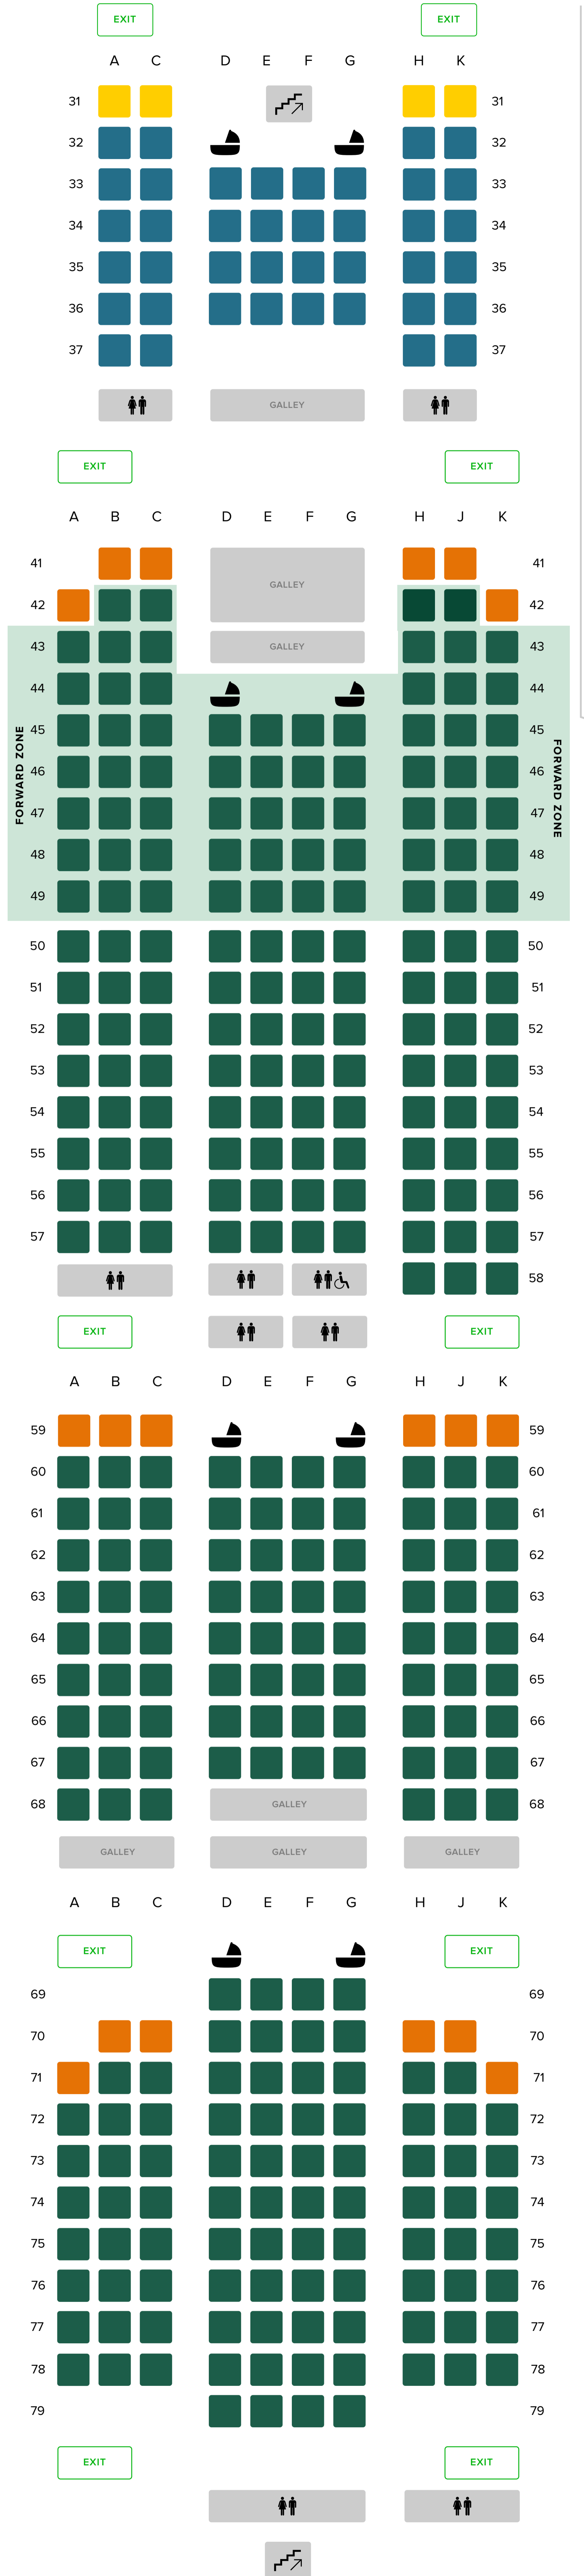 EXIT EXIT
A C D E F G H K
31 31
32 32
33 33
34 34
35 35
36 36
37 37
GALLEY
EXIT EXIT
A B C D E F G H J K
41 41
GALLEY
42 42
43 GALLEY 43
44 44
45 45
46 46
FORWARD ZONE
FORWARD ZONE
47 47
48 48
49 49
50 50
51 51
52 52
53 53
54 54
55 55
56 56
57 57
58
EXIT EXIT
A B C D E F G H J K
59 59
60 60
61 61
62 62
63 63
64 64
65 65
66 66
67 67
68 GALLEY 68
GALLEY GALLEY GALLEY
A B C D E F G H J K
EXIT EXIT
69 69
70 70
71 71
72 72
73 73
74 74
75 75
76 76
77 77
78 78
79 79
EXIT EXIT